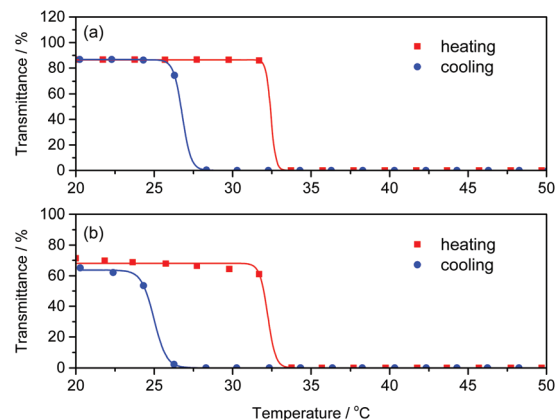 120
100
80
60
40
20
0
Transmittance / %
(a)
heating
cooling
20 25 30 35 40 45 50
100
80
60
40
20
0
Transmittance / %
(b)
heating
cooling
20 25 30 35 40 45 50
Temperature / °C